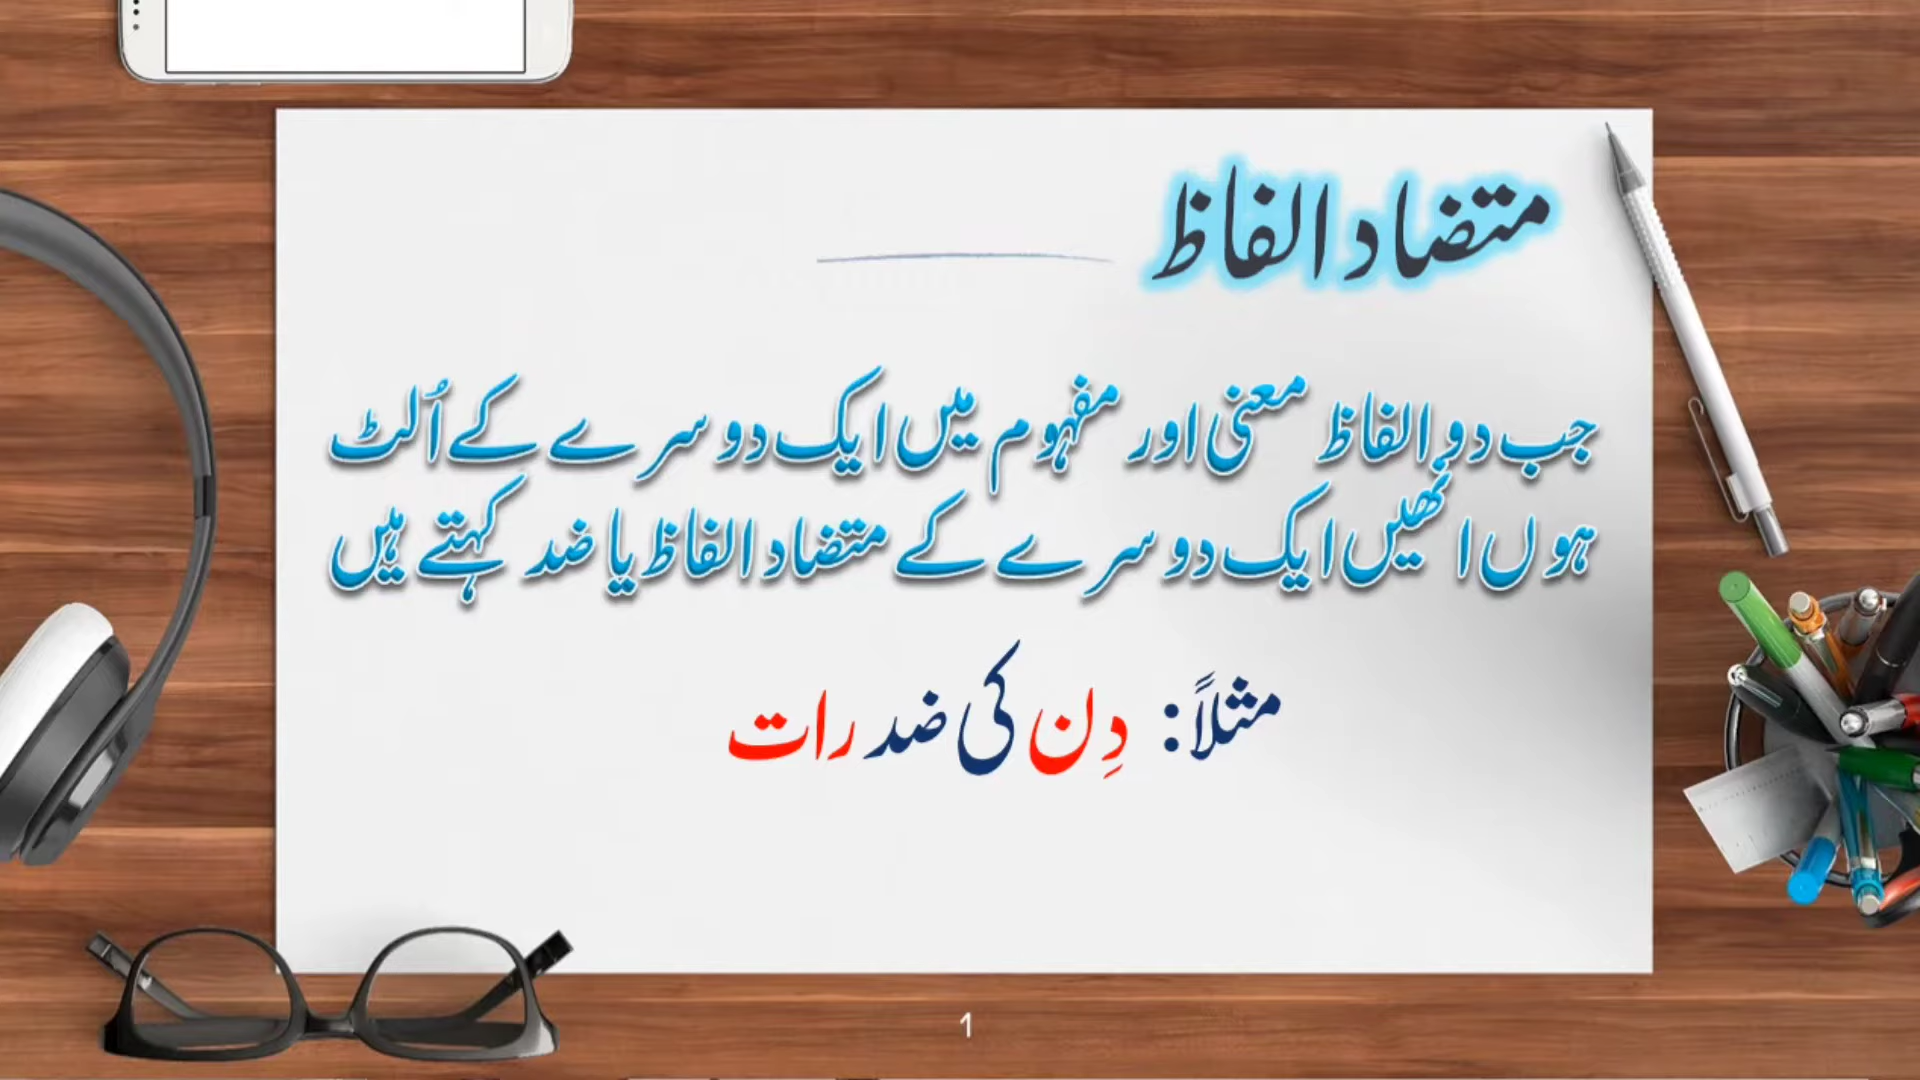 متضاد الفاظ
جب دو الفاظ معنی اور مفہوم میں ایک دوسرے کے اُلٹ
ہوں انھیں ایک دوسرے کے متضاد الفاظ یا ضد کہتے ہیں
مثلاً: دِن کی ضد رات
1